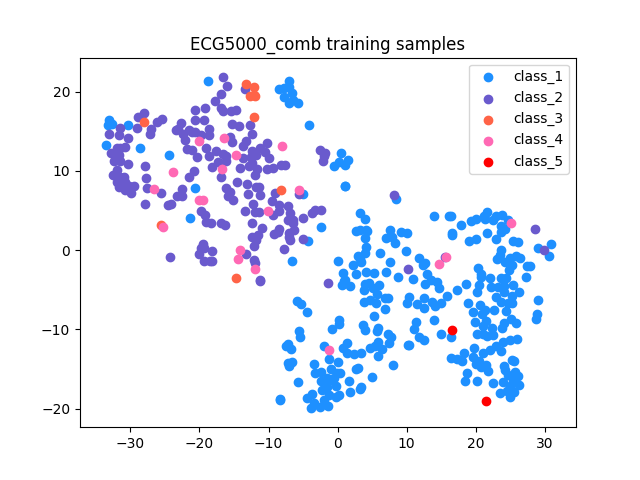 ECG5000_comb training samples
class_1
class_2
class_3
class_4
class_5
20
10
0
−10
−20
−30 −20 −10 0 10 20 30